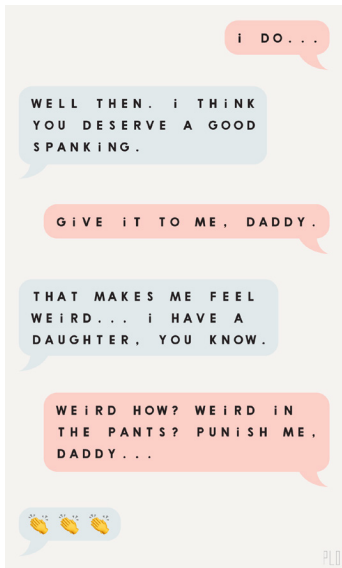 i DO...
WELL THEN. i THiNK
YOU DESERVE A GOOD
SPANKiNG.
GiVE iT TO ME, DADDY.
THAT MAKES ME FEEL
WEiRD... i HAVE A
DAUGHTER, YOU KNOW.
WEiRD HOW? WEiRD iN
THE PANTS? PUNiSH ME,
DADDY...
👏 👏 👏